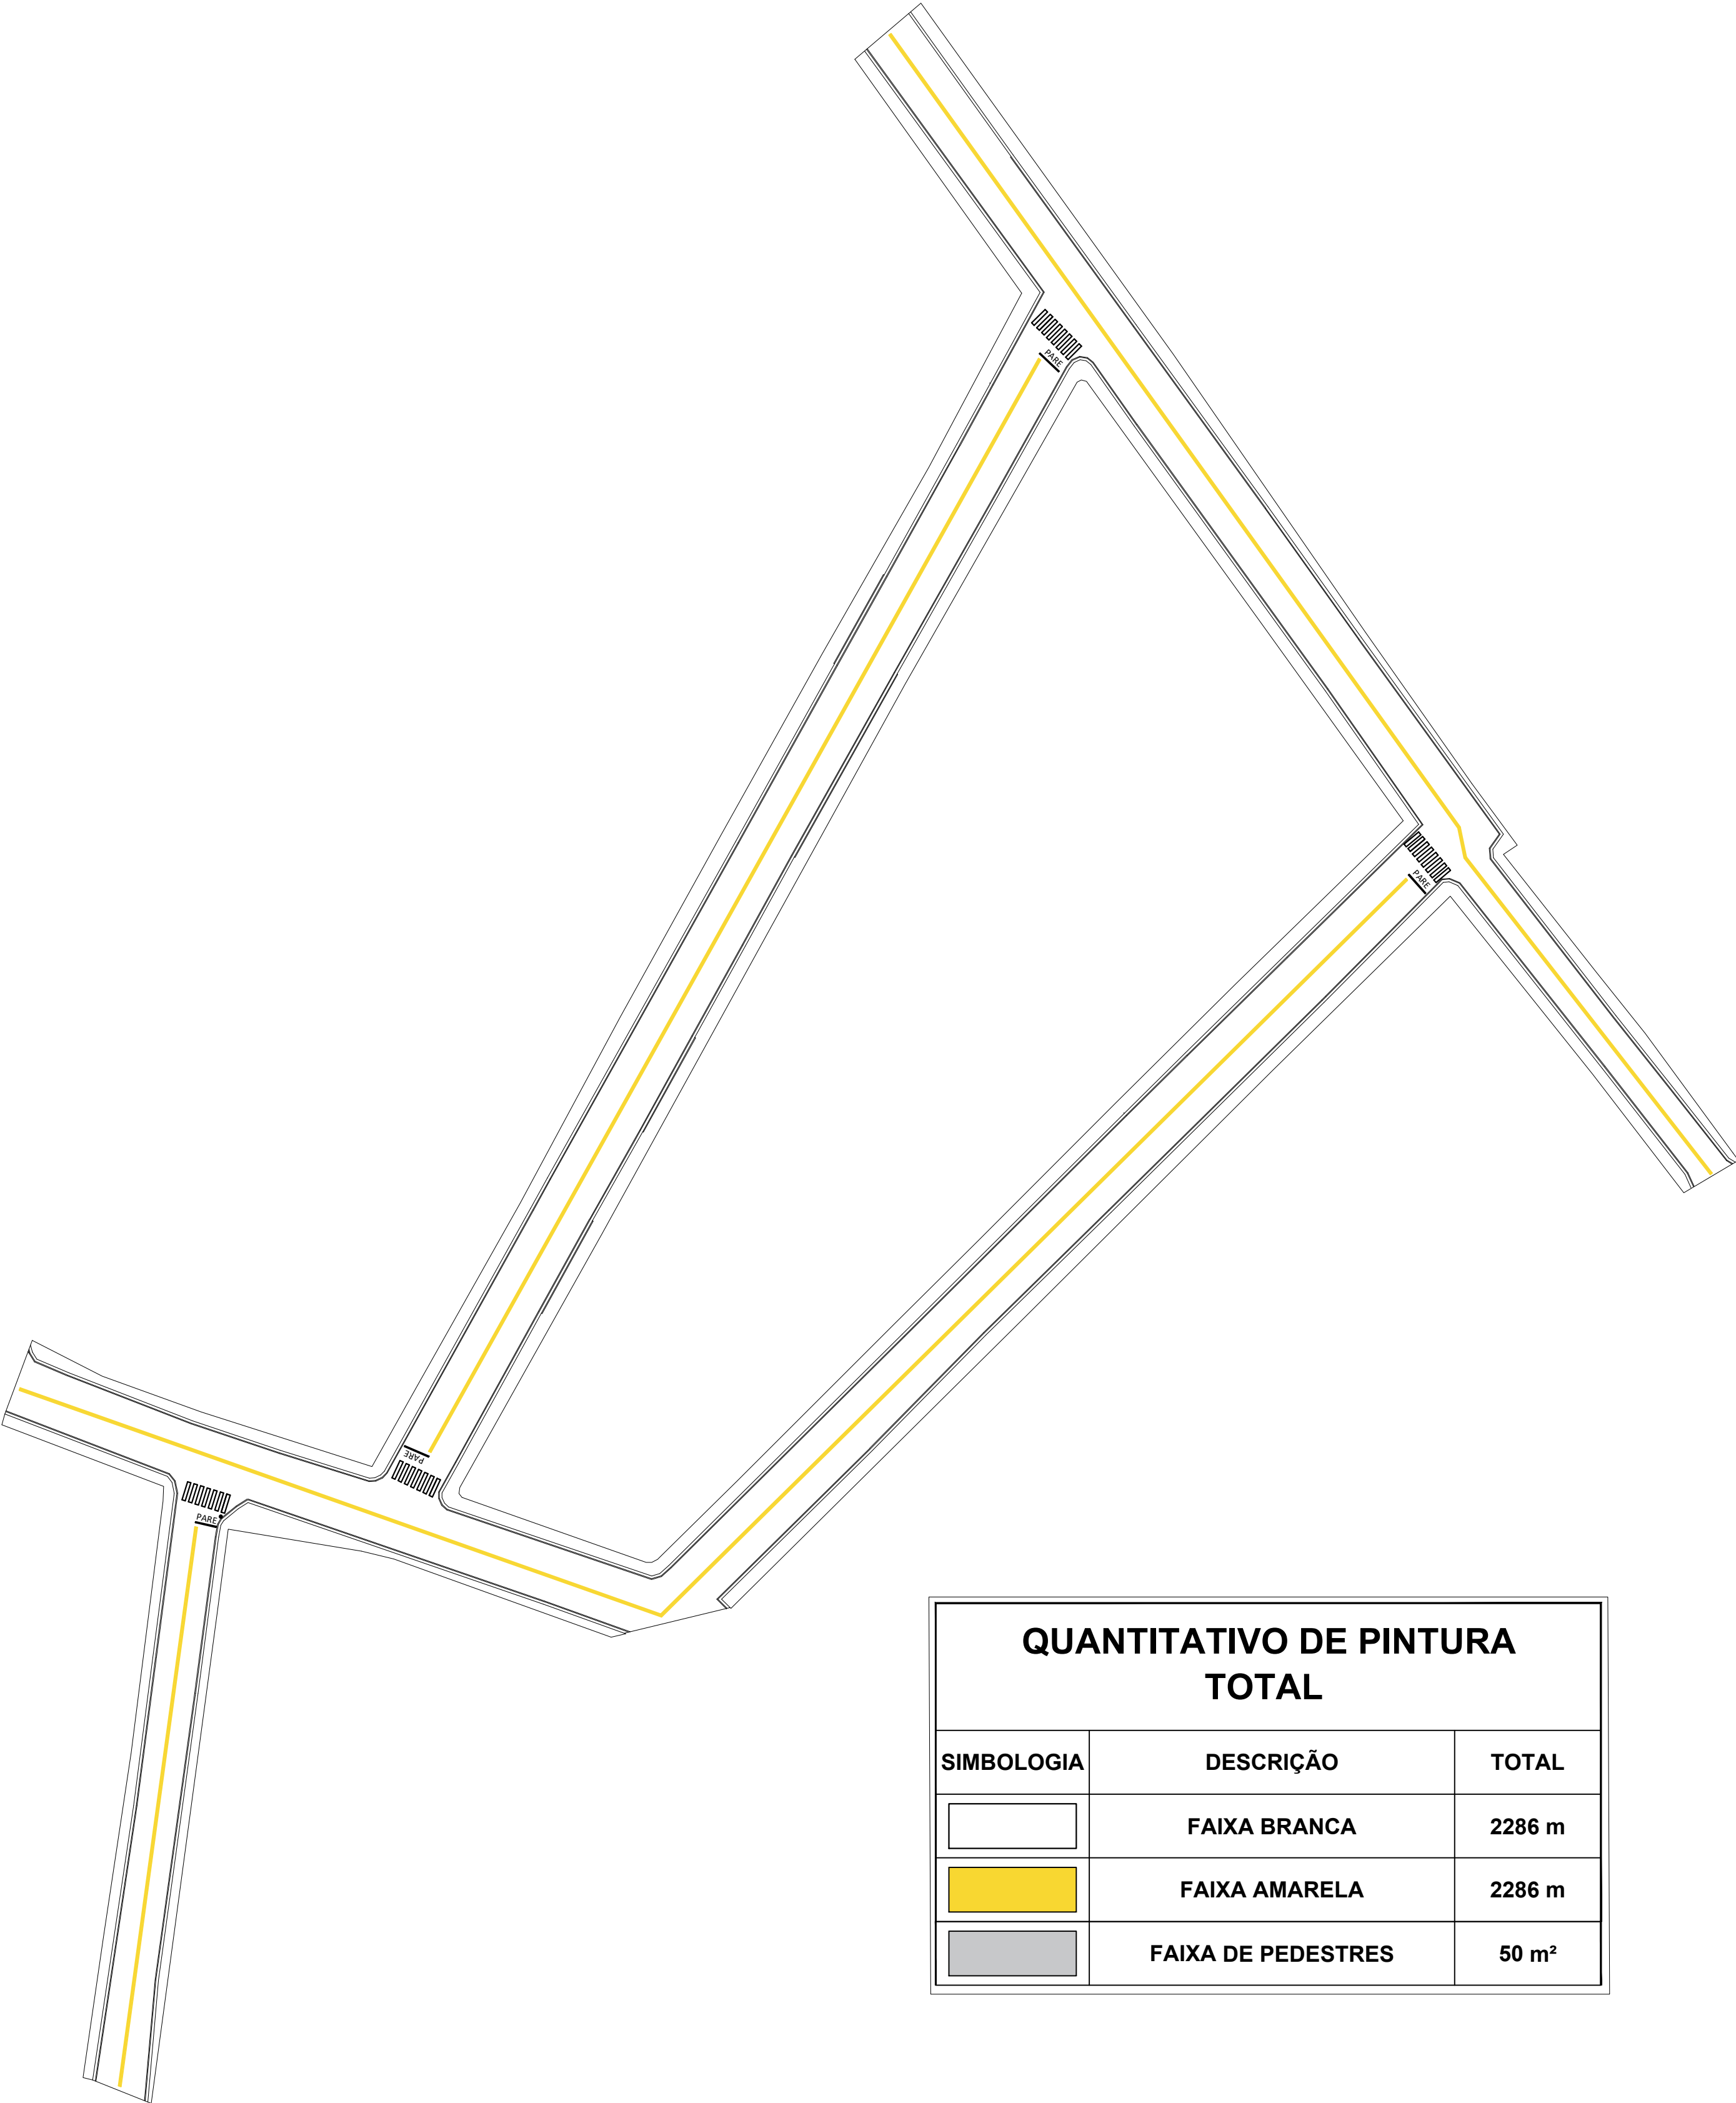 PARE
PARE
PARE
PARE
QUANTITATIVO DE PINTURA
TOTAL
SIMBOLOGIA DESCRIÇÃO TOTAL
FAIXA BRANCA 2286 m
FAIXA AMARELA 2286 m
FAIXA DE PEDESTRES 50 m²